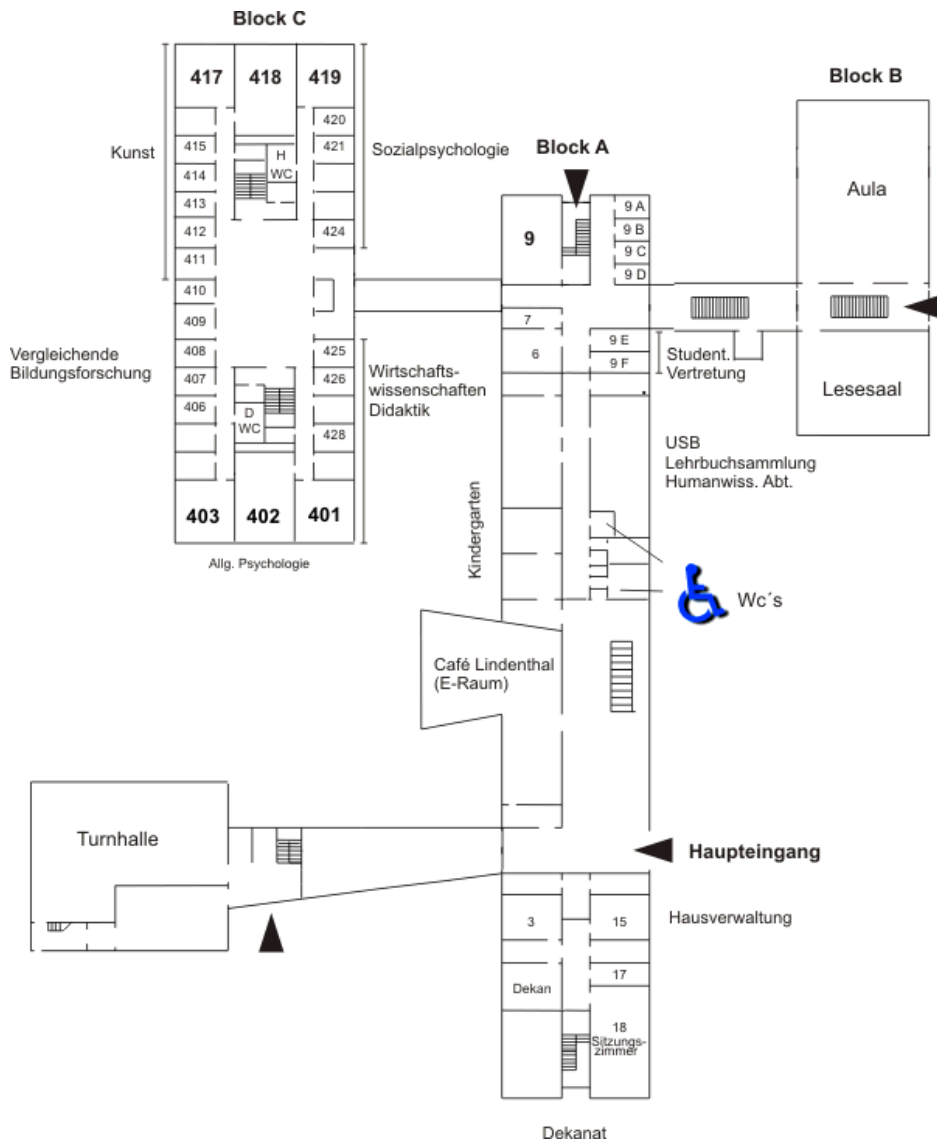 Block C
417
418
419
420
415
421
H
WC
Kunst
Sozialpsychologie
414
413
412
424
411
410
409
Vergleichende
Bildungsforschung
408
425
407
426
406
D
WC
428
Wirtschafts-
wissenschaften
Didaktik
403
402
401
Allg. Psychologie
Block A
9
9 A
9 B
9 C
9 D
7
6
9 E
9 F
Student.
Vertretung
Block B
Aula
Lesesaal
USB
Lehrbuchsammlung
Humanwiss. Abt.
Kindergarten
Wc´s
Café Lindenthal
(E-Raum)
Turnhalle
Haupteingang
Hausverwaltung
3
15
Dekan
17
18
Sitzungs-
zimmer
Dekanat